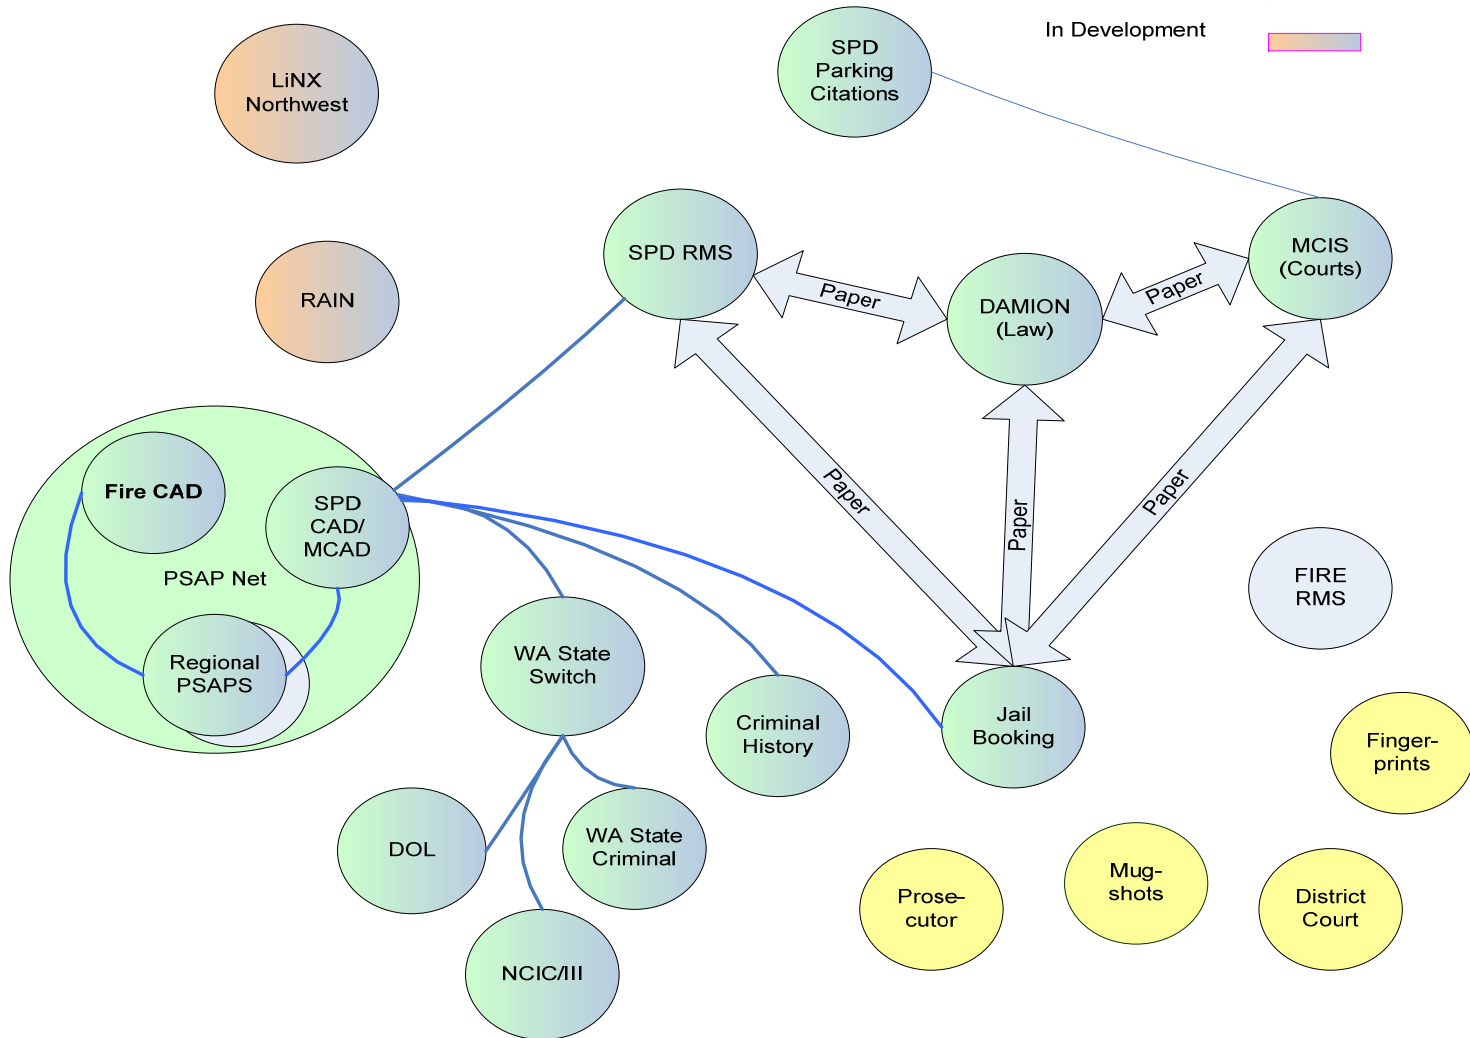 In Development
SPD
Parking
Citations
LiNX
Northwest
SPD RMS
MCIS
(Courts)
RAIN
Paper
DAMION
(Law)
Paper
Fire CAD
SPD
CAD/
MCAD
PSAP Net
Paper
Paper
Paper
FIRE
RMS
Regional
PSAPS
WA State
Switch
Criminal
History
Jail
Booking
Finger-
prints
DOL
WA State
Criminal
Prose-
cutor
Mug-
shots
District
Court
NCIC/III